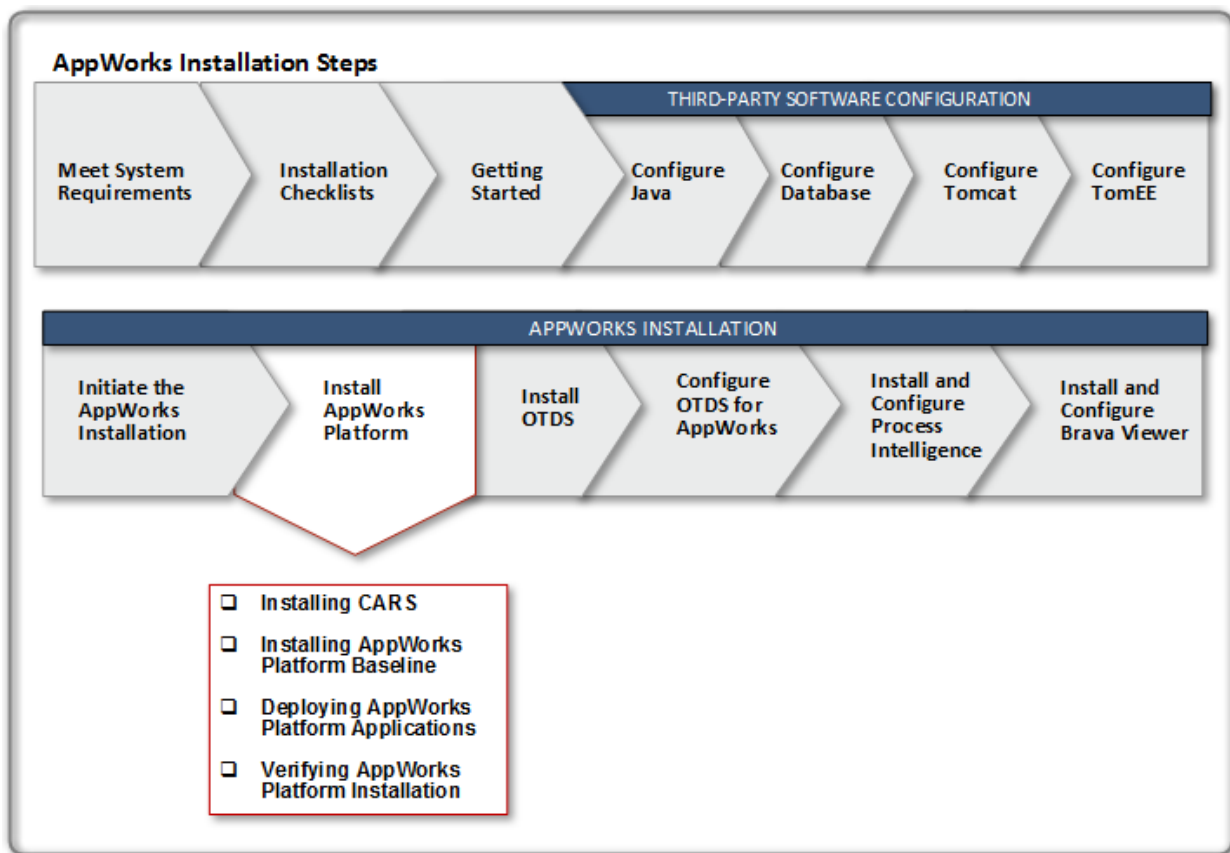 AppWorks Installation Steps
THIRD-PARTY SOFTWARE CONFIGURATION
Meet System
Requirements
Installation
Checklists
Getting
Started
Configure
Java
Configure
Database
Configure
Tomcat
Configure
TomEE
APPWORKS INSTALLATION
Initiate the
AppWorks
Installation
Install
AppWorks
Platform
Install
OTDS
Configure
OTDS for
AppWorks
Install and
Configure
Process
Intelligence
Install and
Configure
Brava Viewer
❑ Installing CARS
❑ Installing AppWorks
Platform Baseline
❑ Deploying AppWorks
Platform Applications
❑ Verifying AppWorks
Platform Installation